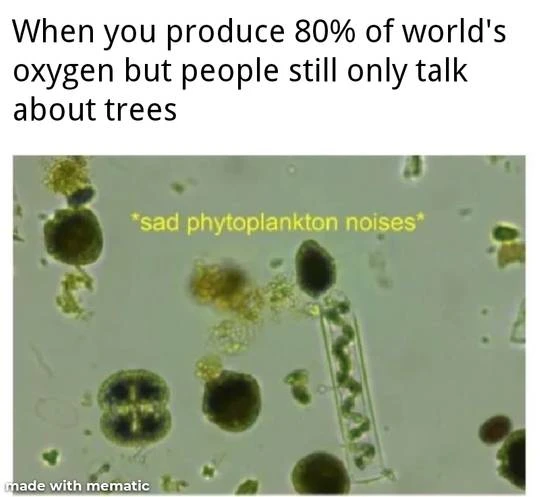 When you produce 80% of world's
oxygen but people still only talk
about trees
*sad phytoplankton noises*
made with mematic